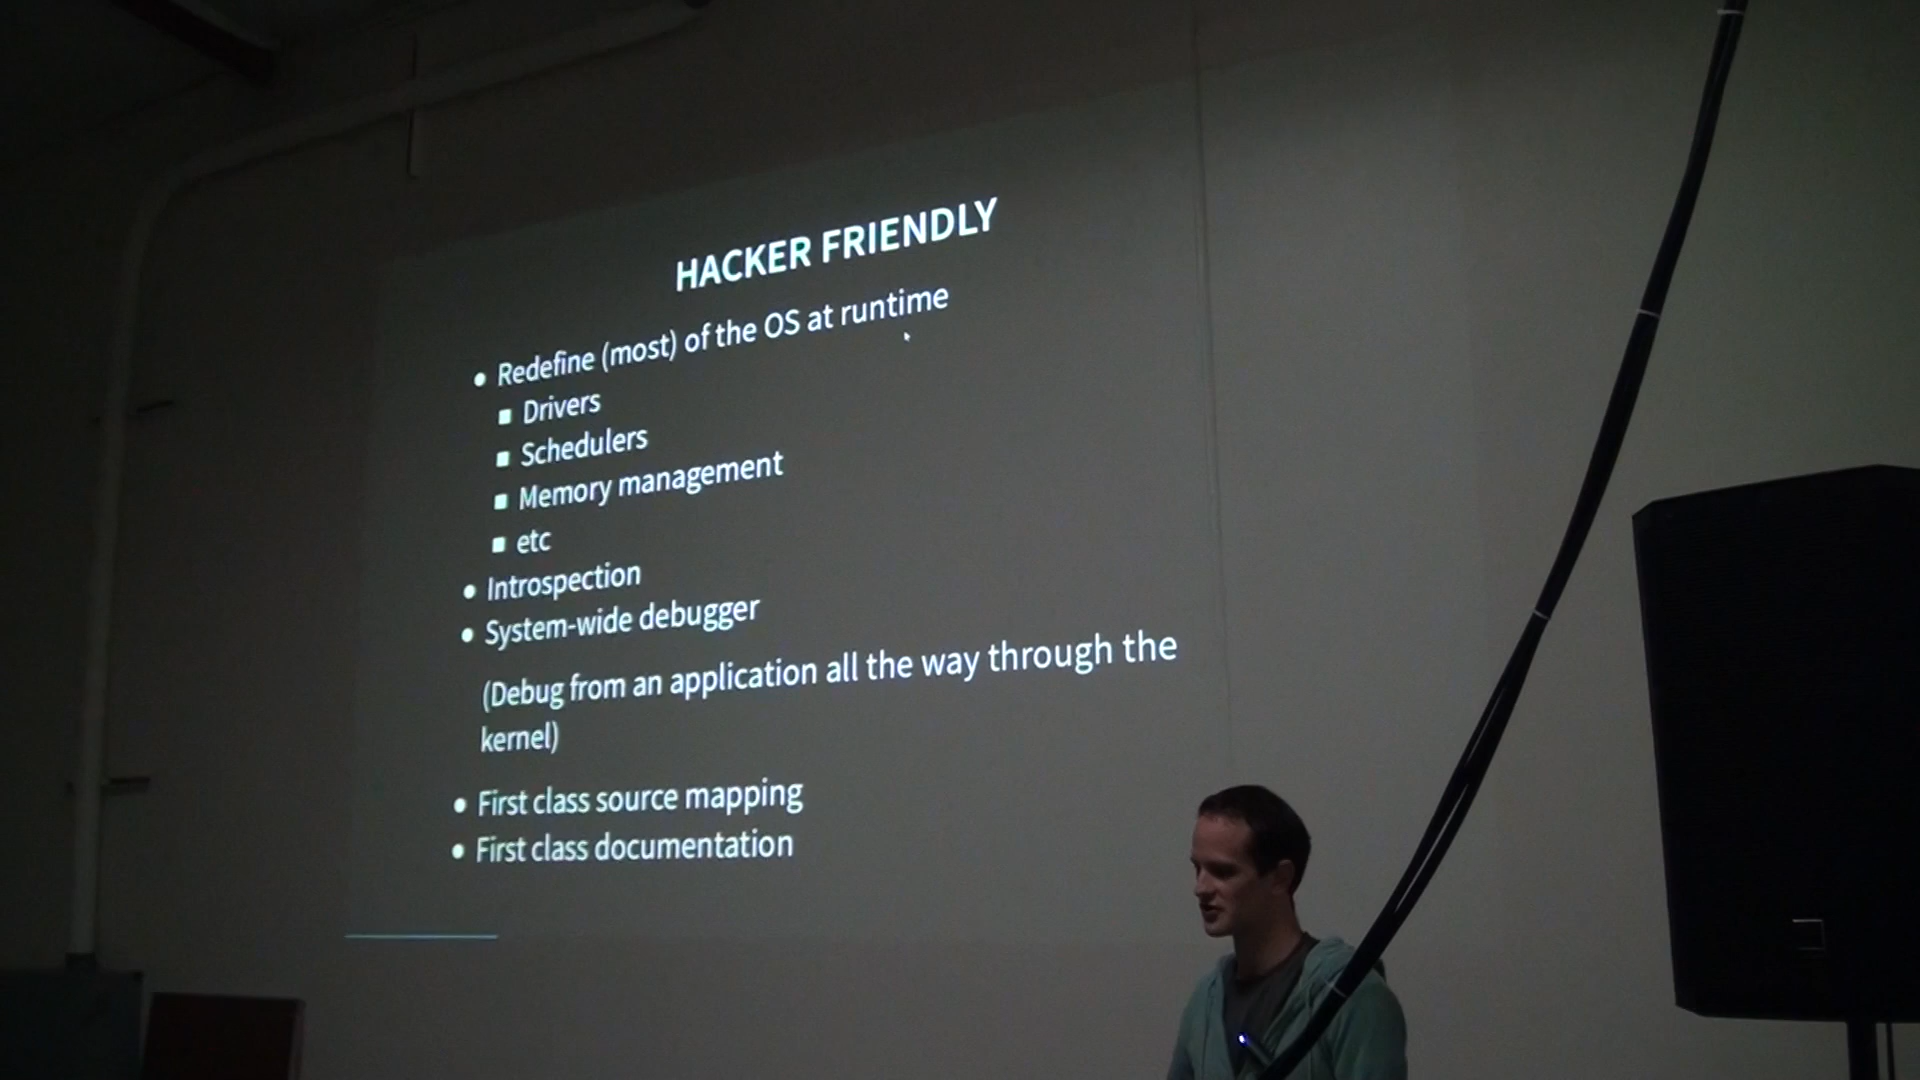 HACKER FRIENDLY
• Redefine (most) of the OS at runtime
▪ Drivers
▪ Schedulers
▪ Memory management
▪ etc
• Introspection
• System-wide debugger
(Debug from an application all the way through the
kernel)
• First class source mapping
• First class documentation